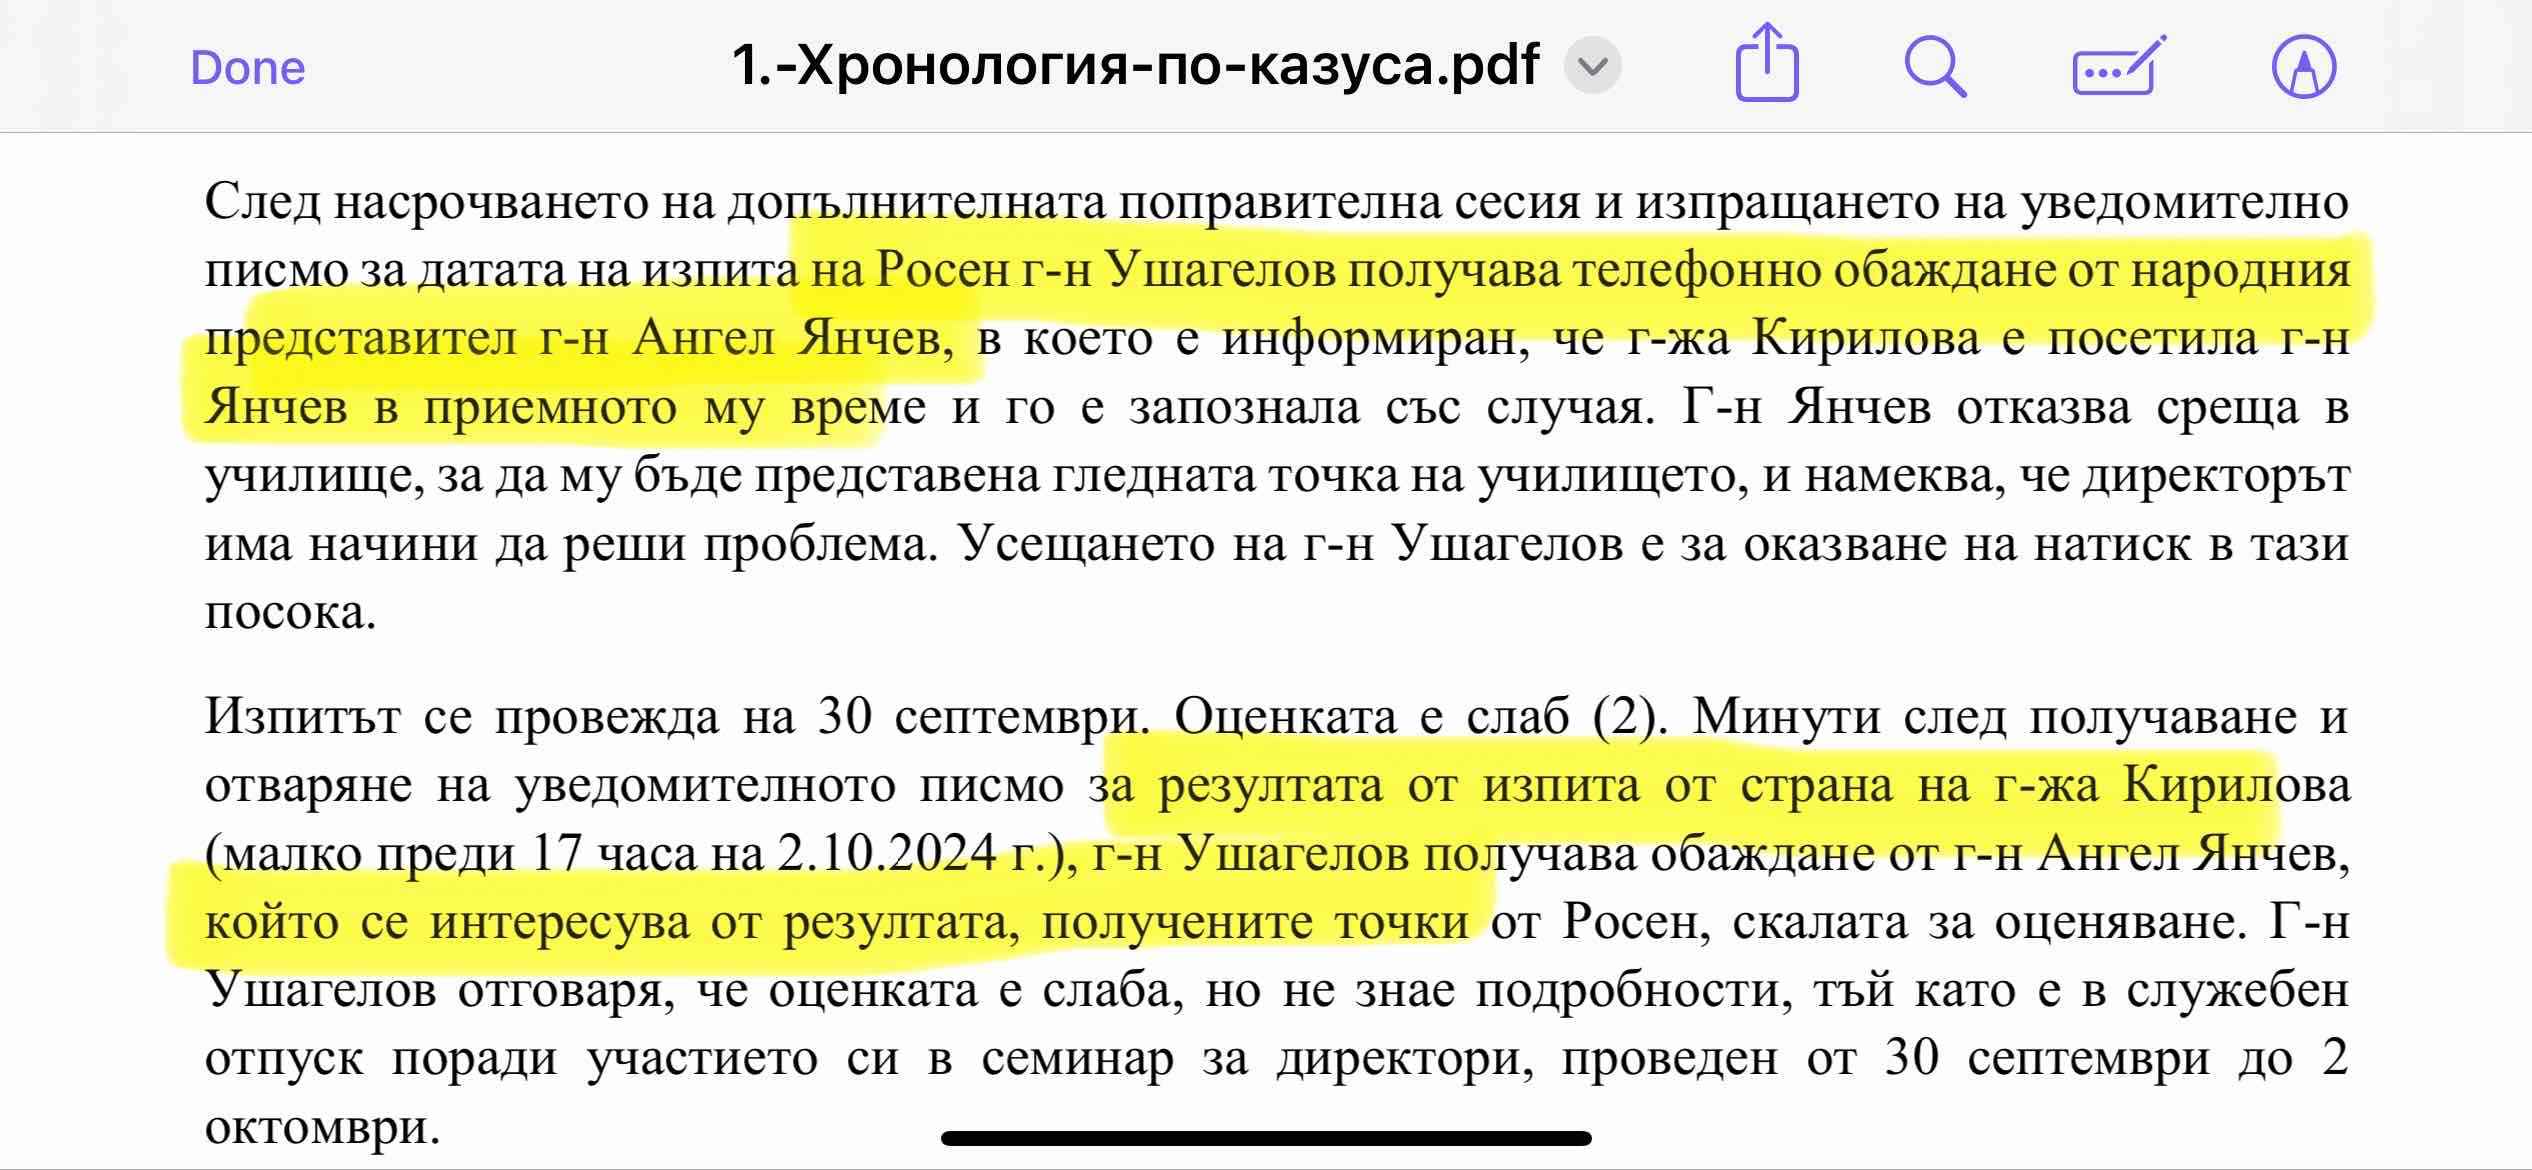 Done
1.-Хронология-по-казуса.pdf
След насрочването на допълнителната поправителна сесия и изпращането на уведомително
писмо за датата на изпита на Росен г-н Ушагелов получава телефонно обаждане от народния
представител г-н Ангел Янчев, в което е информиран, че г-жа Кирилова е посетила г-н
Янчев в приемното му време и го е запознала със случая. Г-н Янчев отказва среща в
училище, за да му бъде представена гледната точка на училището, и намеква, че директорът
има начини да реши проблема. Усещането на г-н Ушагелов е за оказване на натиск в тази
посока.
Изпитът се провежда на 30 септември. Оценката е слаб (2). Минути след получаване и
отваряне на уведомителното писмо за резултата от изпита от страна на г-жа Кирилова
(малко преди 17 часа на 2.10.2024 г.), г-н Ушагелов получава обаждане от г-н Ангел Янчев,
който се интересува от резултата, получените точки от Росен, скалата за оценяване. Г-н
Ушагелов отговаря, че оценката е слаба, но не знае подробности, тъй като е в служебен
отпуск поради участието си в семинар за директори, проведен от 30 септември до 2
октомври.